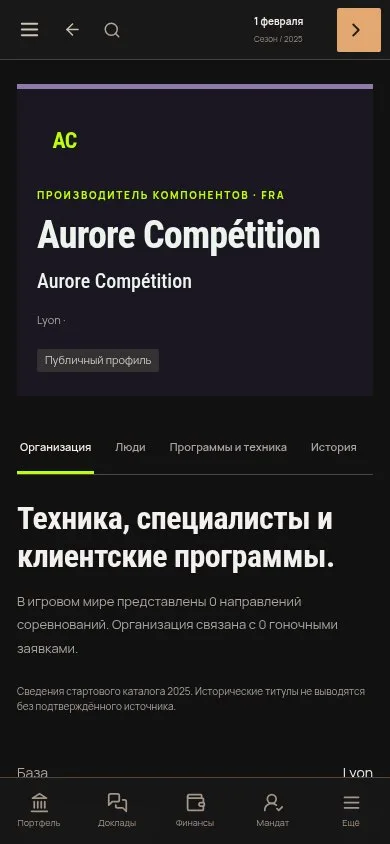 1 февраля
Сезон / 2025
AC
ПРОИЗВОДИТЕЛЬ КОМПОНЕНТОВ · FRA
Aurore Compétition
Aurore Compétition
Lyon ·
Публичный профиль
Организация Люди Программы и техника История
Техника, специалисты и
клиентские программы.
В игровом мире представлены 0 направлений
соревнований. Организация связана с 0 гоночными
заявками.
Сведения стартового каталога 2025. Исторические титулы не выводятся
без подтверждённого источника.
База Lyon
Портфель Доклады Финансы Мандат Ещё